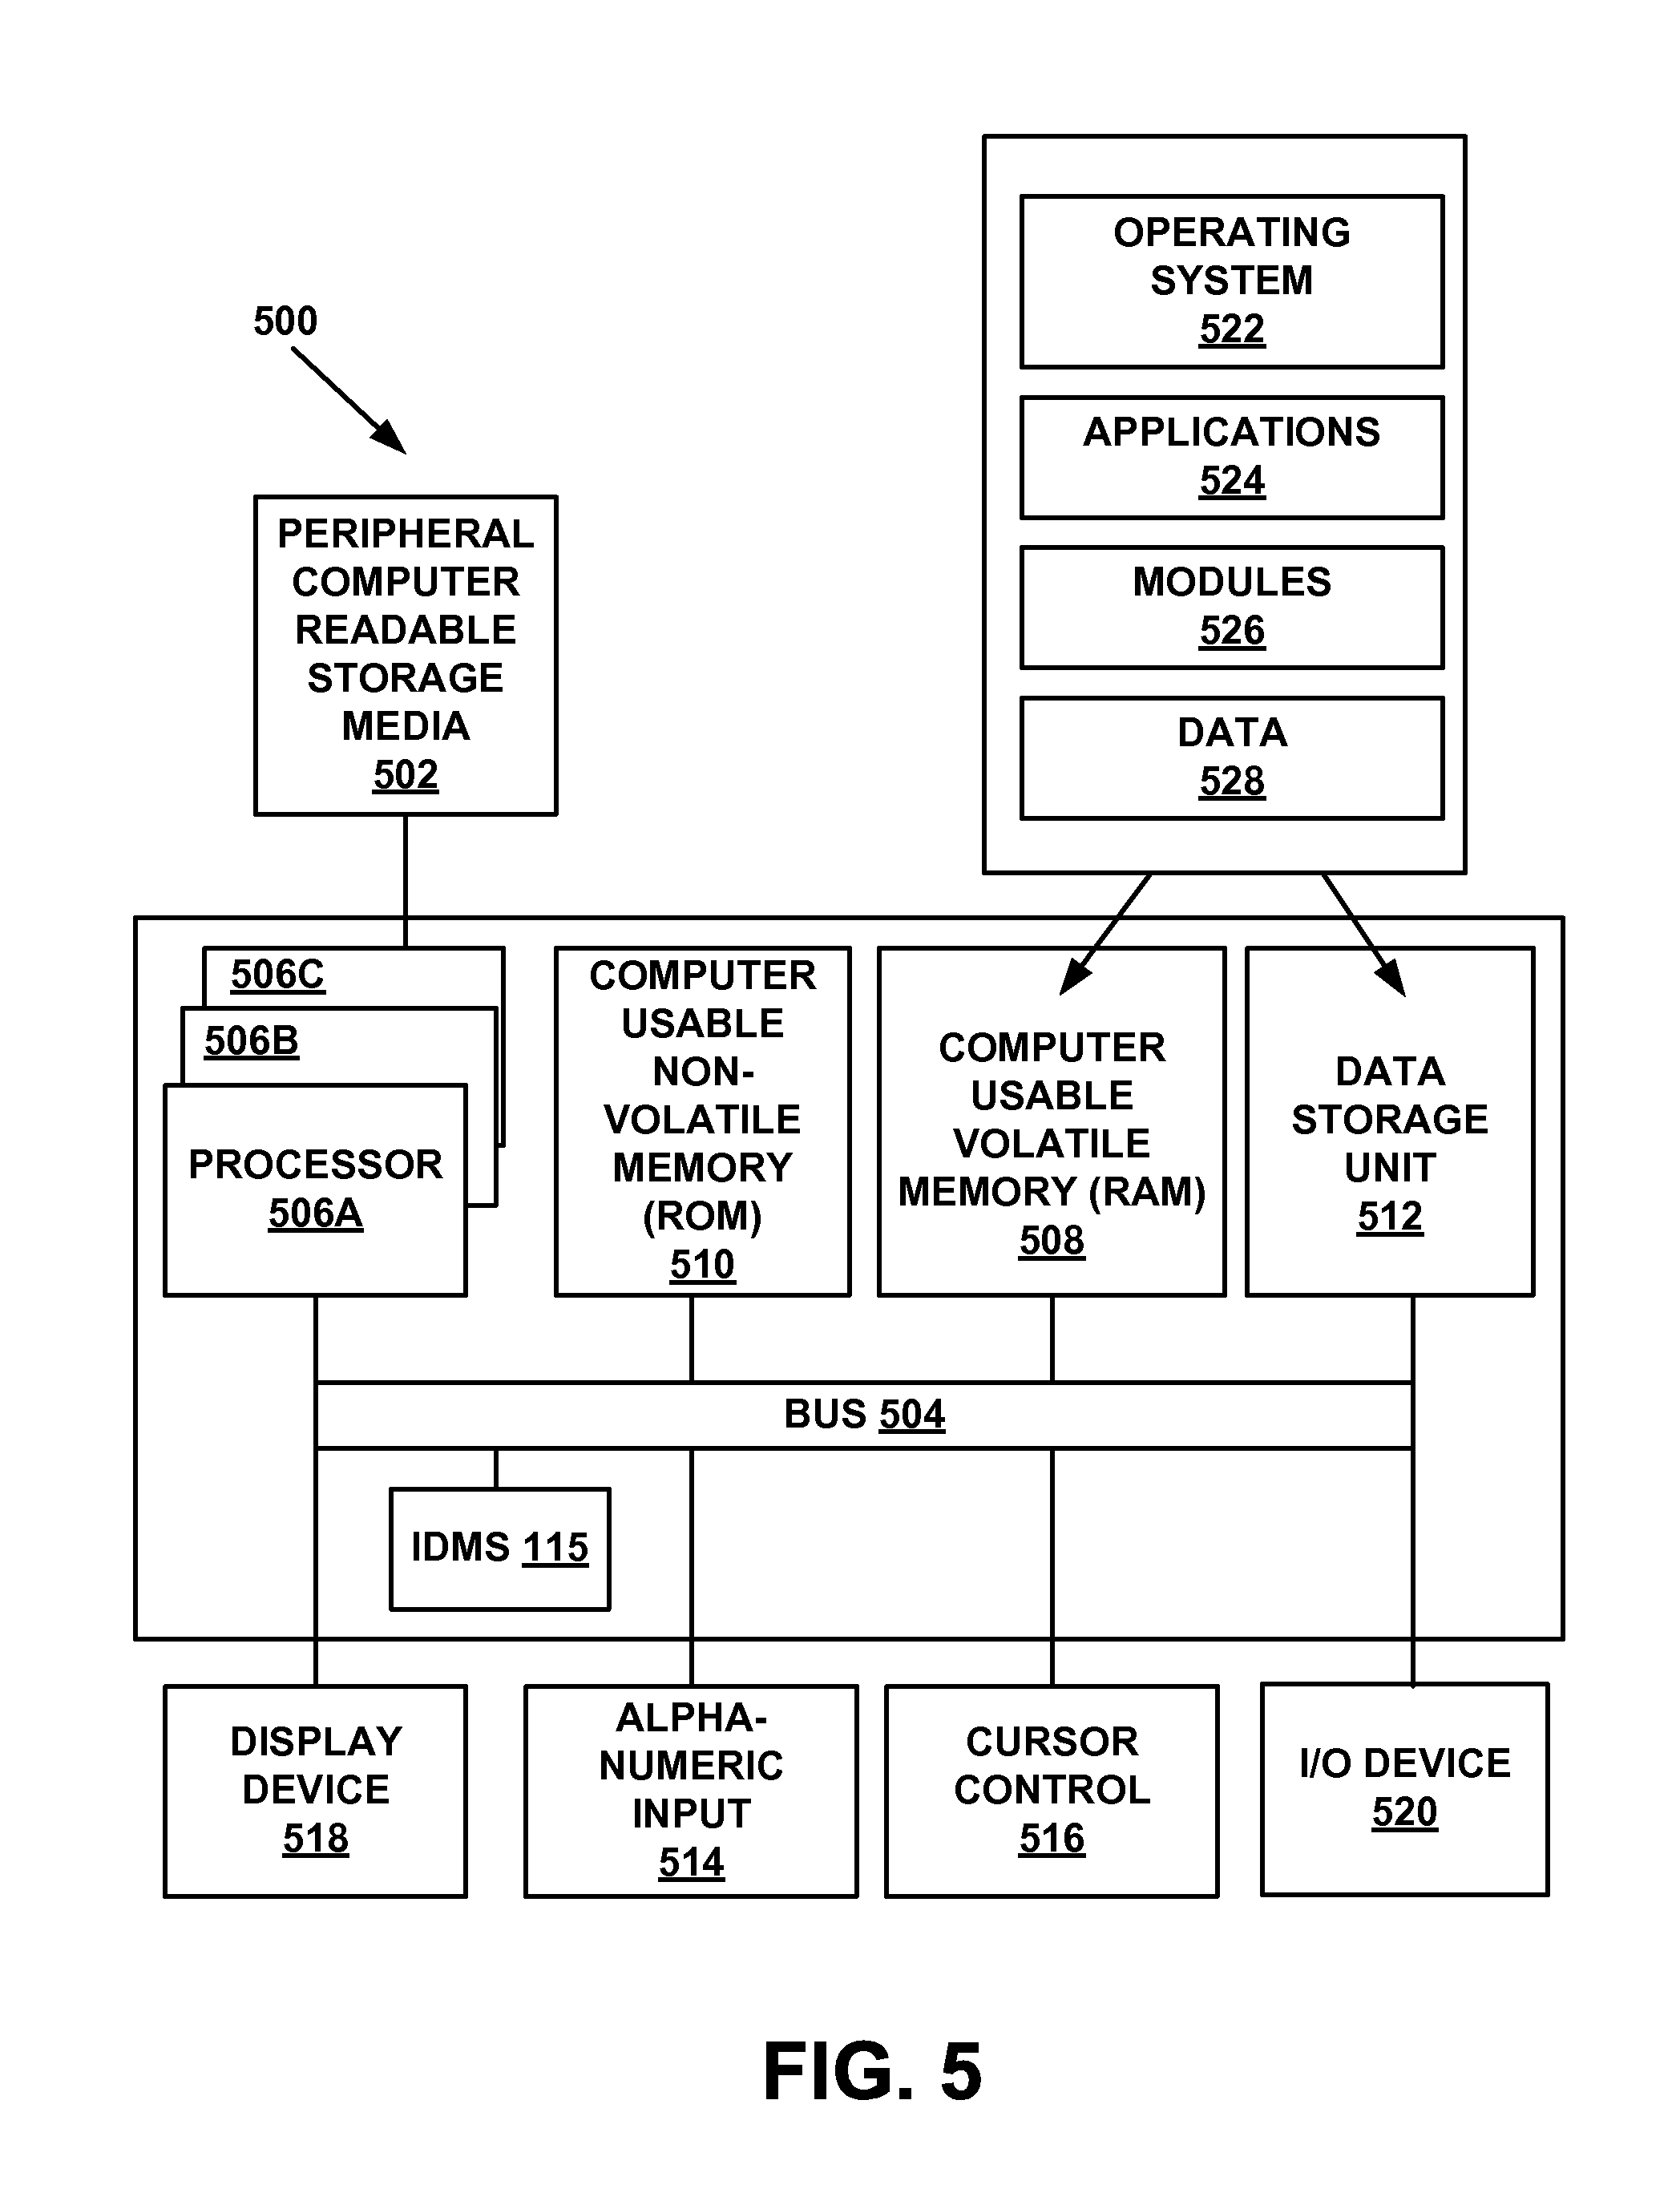 OPERATING
SYSTEM
522
500
APPLICATIONS
524
PERIPHERAL
COMPUTER
READABLE
STORAGE
MEDIA
502
MODULES
526
DATA
528
506C
506B
PROCESSOR
506A
COMPUTER
USABLE
NON-
VOLATILE
MEMORY
(ROM)
510
COMPUTER
USABLE
VOLATILE
MEMORY (RAM)
508
DATA
STORAGE
UNIT
512
BUS 504
IDMS 115
DISPLAY
DEVICE
518
ALPHA-
NUMERIC
INPUT
514
CURSOR
CONTROL
516
I/O DEVICE
520
FIG. 5